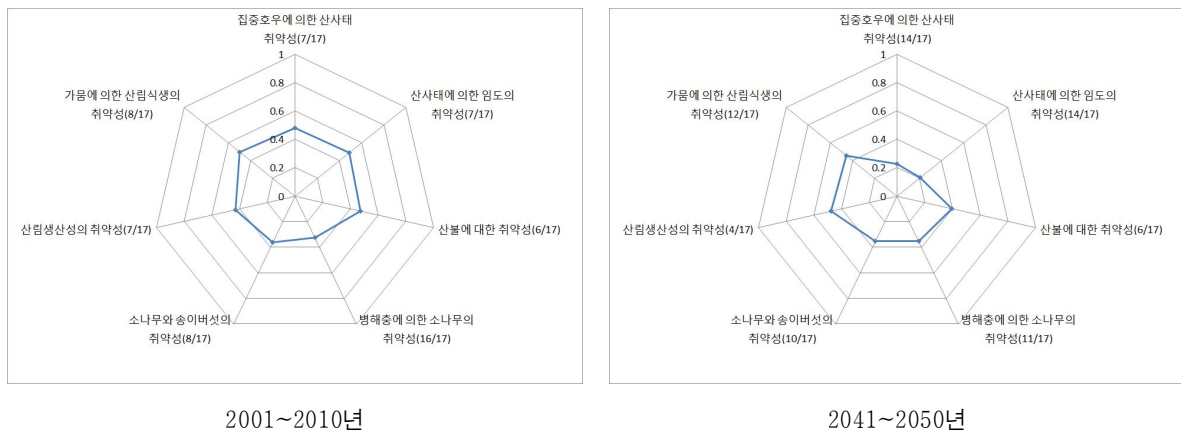 집중호우에 의한 산사태
취약성(7/17)
1
0.8
0.6
0.4
0.2
0
산사태에 의한 임도의
취약성(7/17)
산불에 대한 취약성(6/17)
병해충에 의한 소나무의
취약성(16/17)
소나무와 송이버섯의
취약성(8/17)
산림생산성의 취약성(7/17)
가뭄에 의한 산림식생의
취약성(8/17)
2001~2010년
집중호우에 의한 산사태
취약성(14/17)
1
0.8
0.6
0.4
0.2
0
산사태에 의한 임도의
취약성(14/17)
산불에 대한 취약성(6/17)
병해충에 의한 소나무의
취약성(11/17)
소나무와 송이버섯의
취약성(10/17)
산림생산성의 취약성(4/17)
가뭄에 의한 산림식생의
취약성(12/17)
2041~2050년